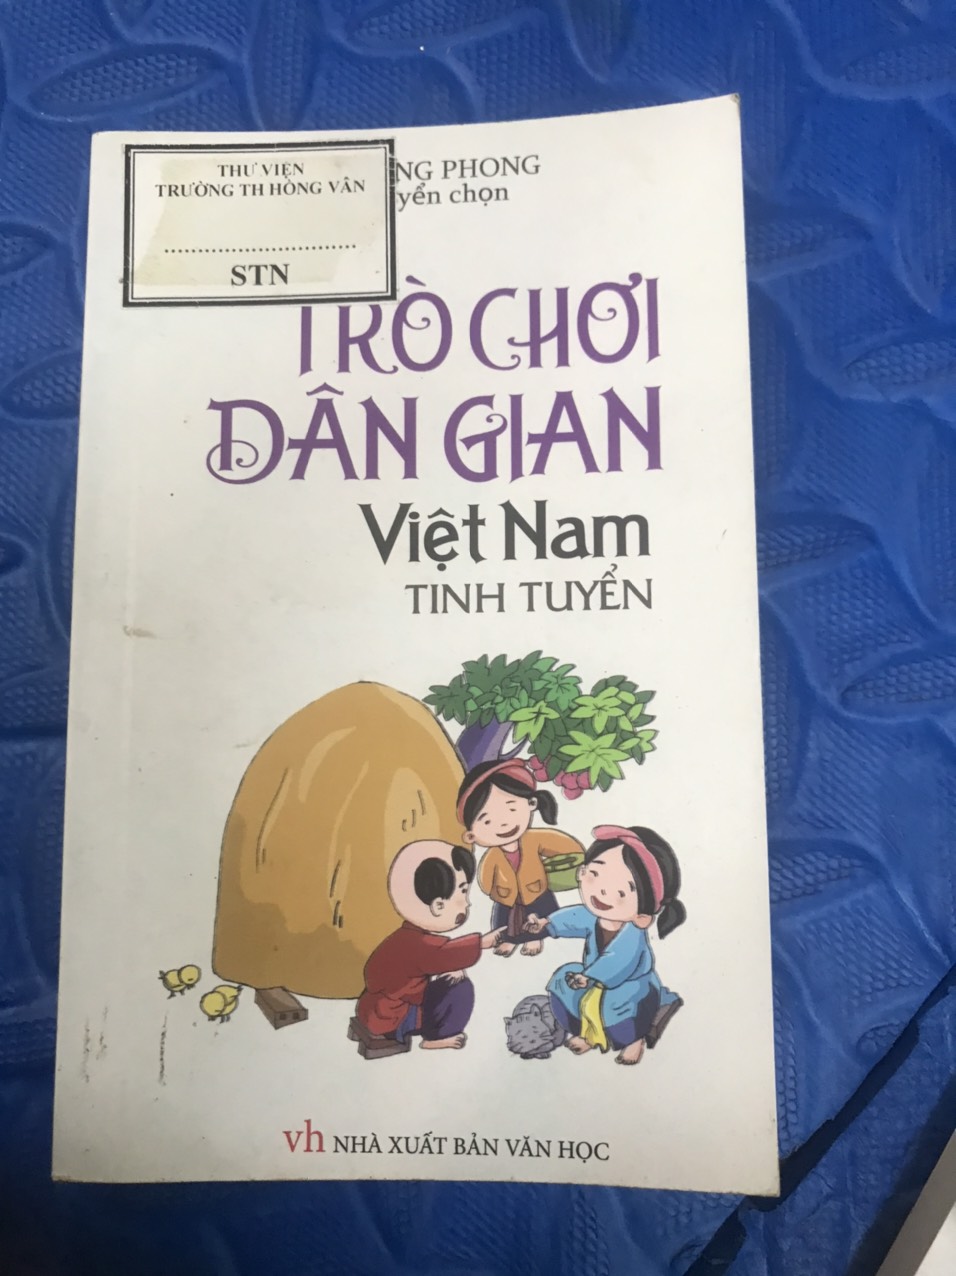 THƯ VIỆN
TRƯỜNG TH HỒNG VÂN
STN
NG PHONG
yển chọn
TRÒ CHƠI
DÂN GIAN
Việt Nam
TINH TUYỂN
vh NHÀ XUẤT BẢN VĂN HỌC